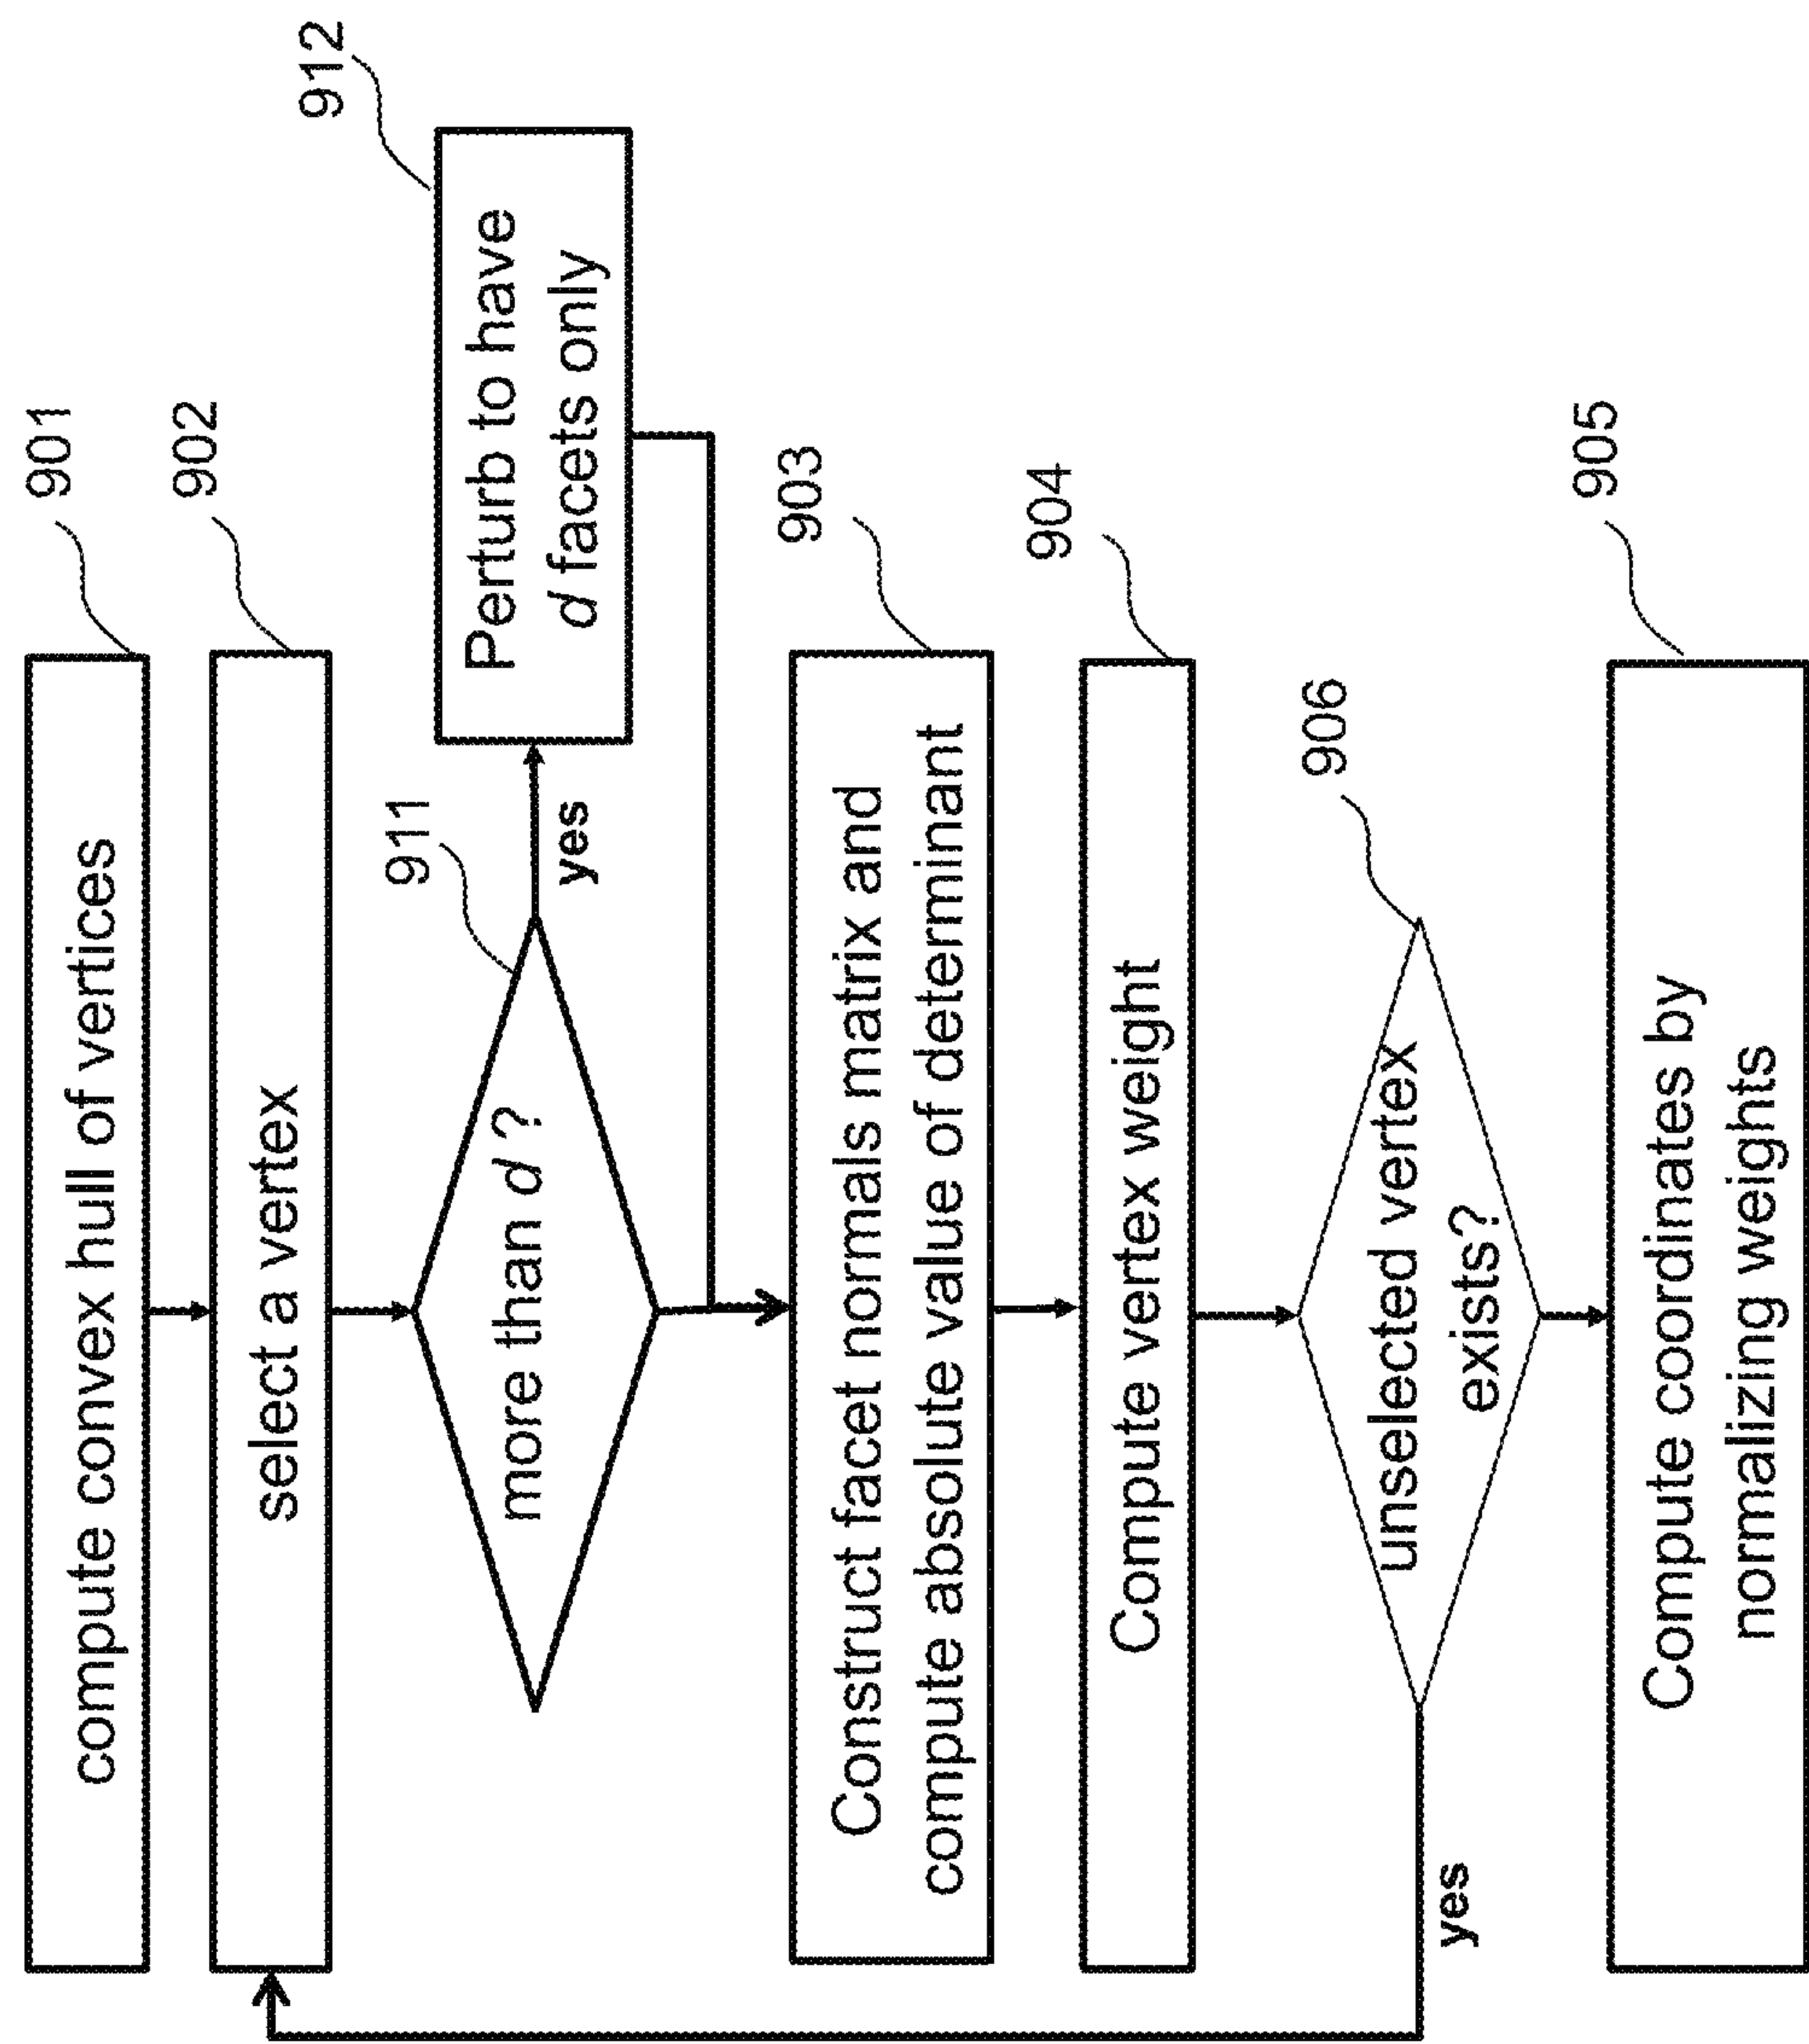 901
compute convex hull of vertices
902
select a vertex
911
more than d ?
yes
912
Perturb to have
d facets only
903
Construct facet normals matrix and
compute absolute value of determinant
904
Compute vertex weight
906
unselected vertex
exists?
yes
905
Compute coordinates by
normalizing weights